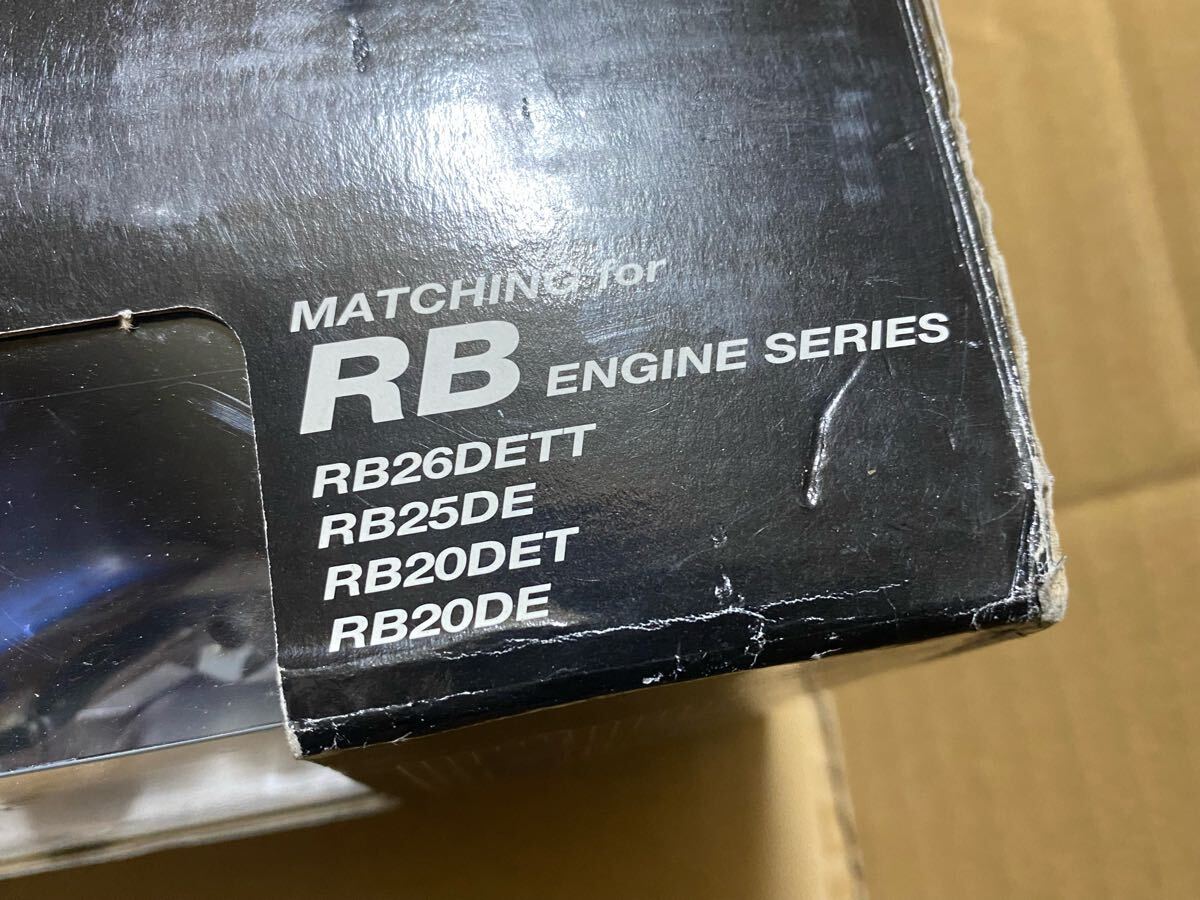 MATCHING for
RB ENGINE SERIES
RB26DETT
RB25DE
RB20DET
RB20DE